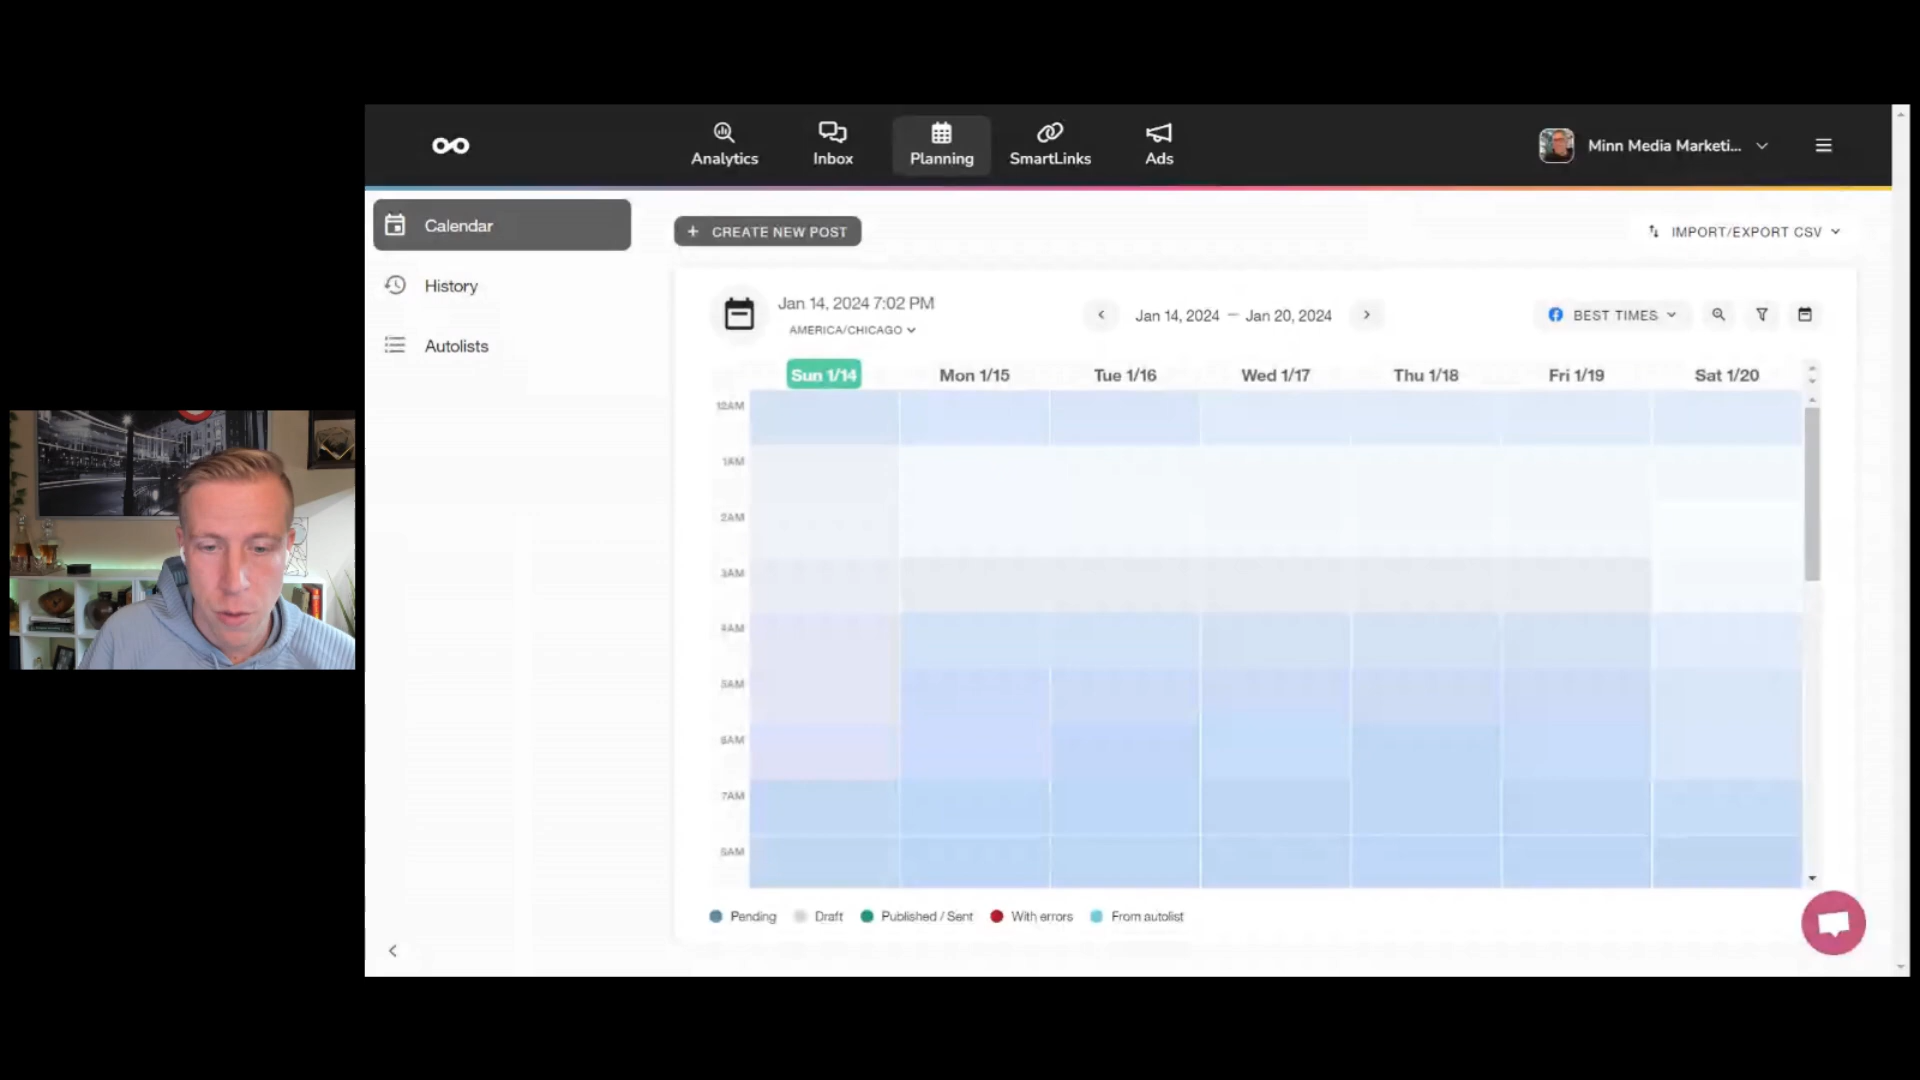 Analytics
Inbox
Planning
SmartLinks
Ads
Minn Media Marketi...
Calendar
History
Autolists
+ CREATE NEW POST
IMPORT/EXPORT CSV
Jan 14, 2024 7:02 PM
AMERICA/CHICAGO
Jan 14, 2024 – Jan 20, 2024
BEST TIMES
Sun 1/14 Mon 1/15 Tue 1/16 Wed 1/17 Thu 1/18 Fri 1/19 Sat 1/20
12AM
1AM
2AM
3AM
4AM
5AM
6AM
7AM
Pending Draft Published / Sent With errors From autolist